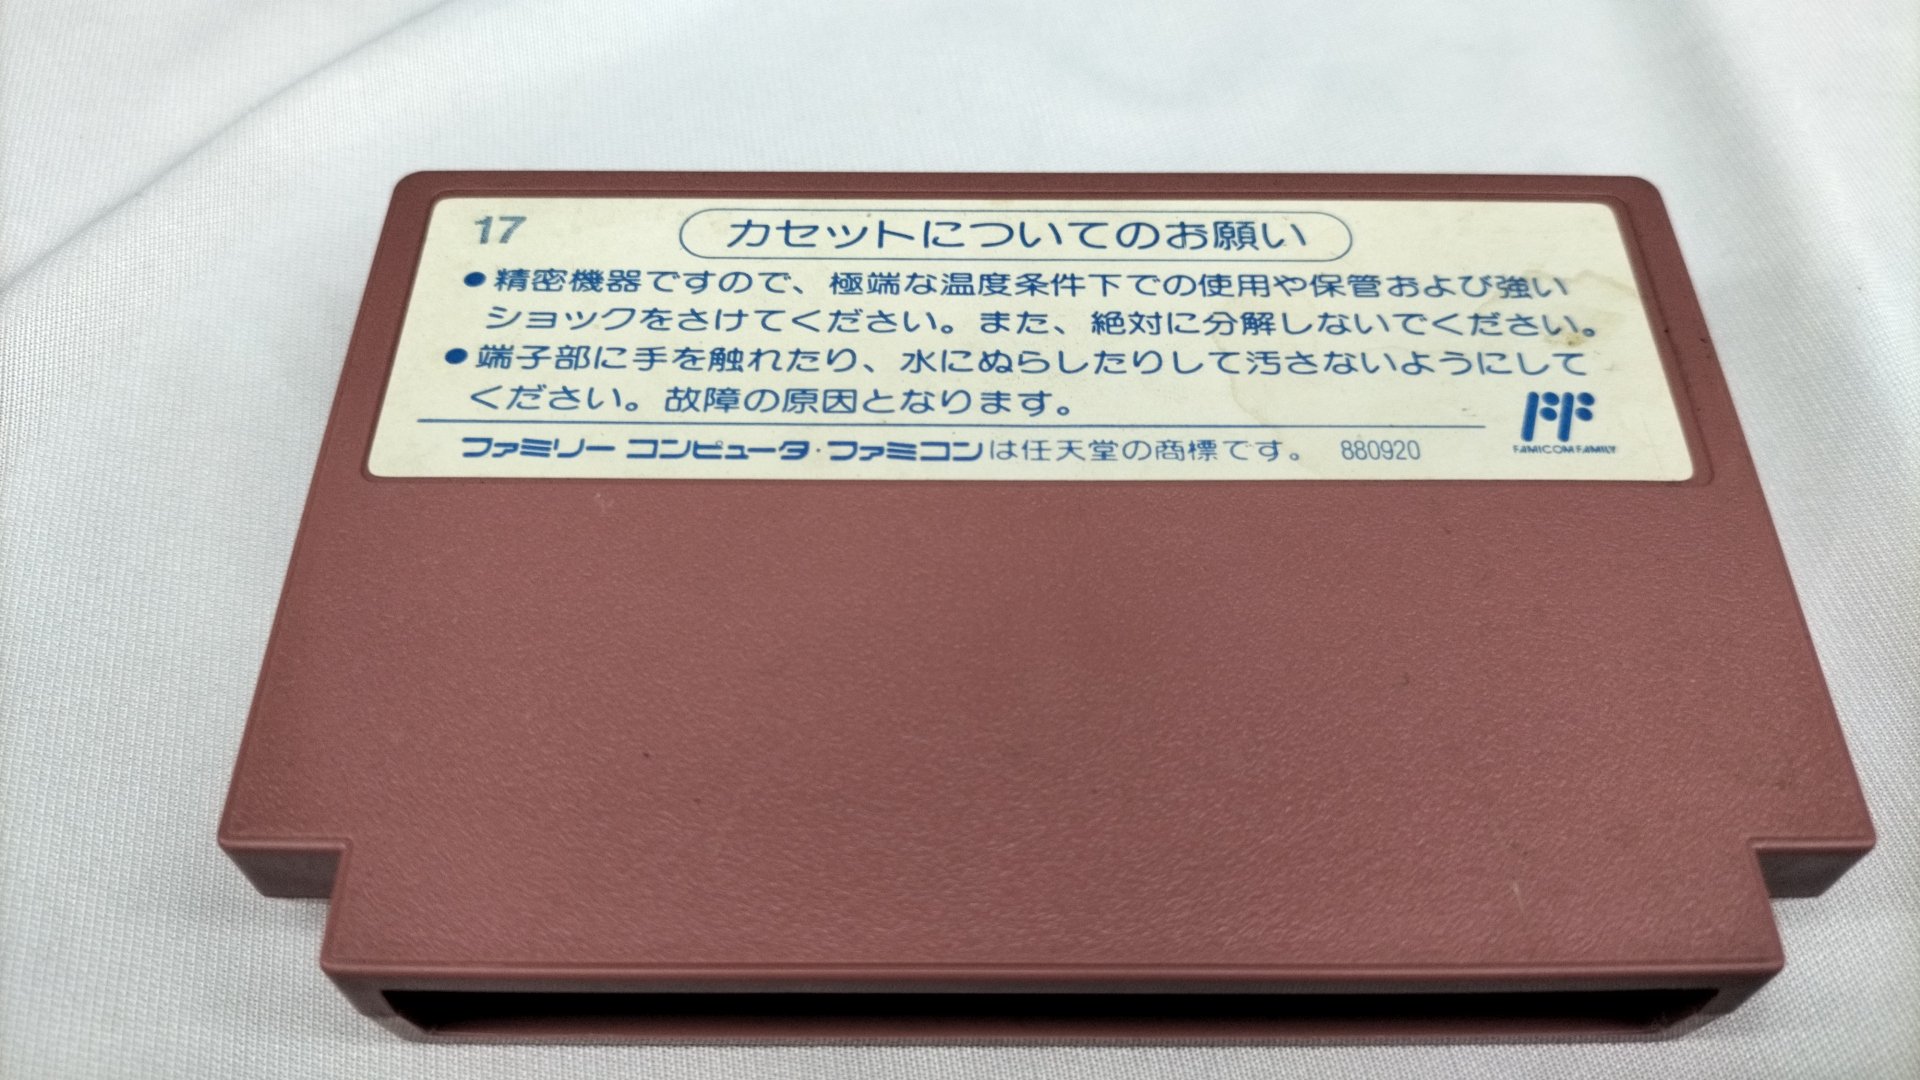 17
カセットについてのお願い
●精密機器ですので、極端な温度条件下での使用や保管および強い
ショックをさけてください。また、絶対に分解しないでください。
●端子部に手を触れたり、水にぬらしたりして汚さないようにして
ください。故障の原因となります。
FF
FAMICOM FAMILY
ファミリー コンピュータ・ファミコンは任天堂の商標です。 880920